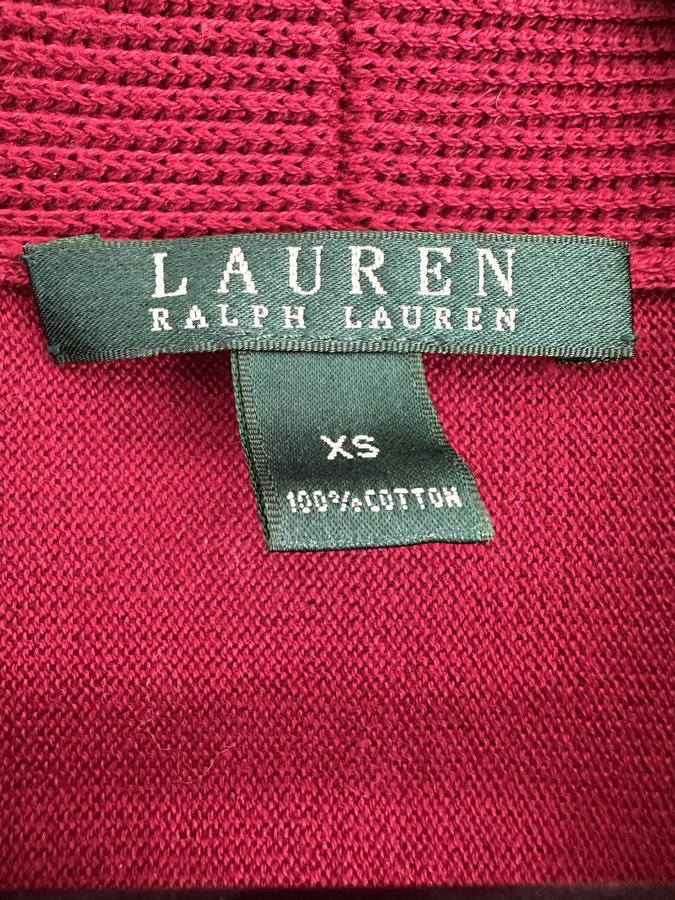 LAUREN
RALPH LAUREN
XS
100% COTTON